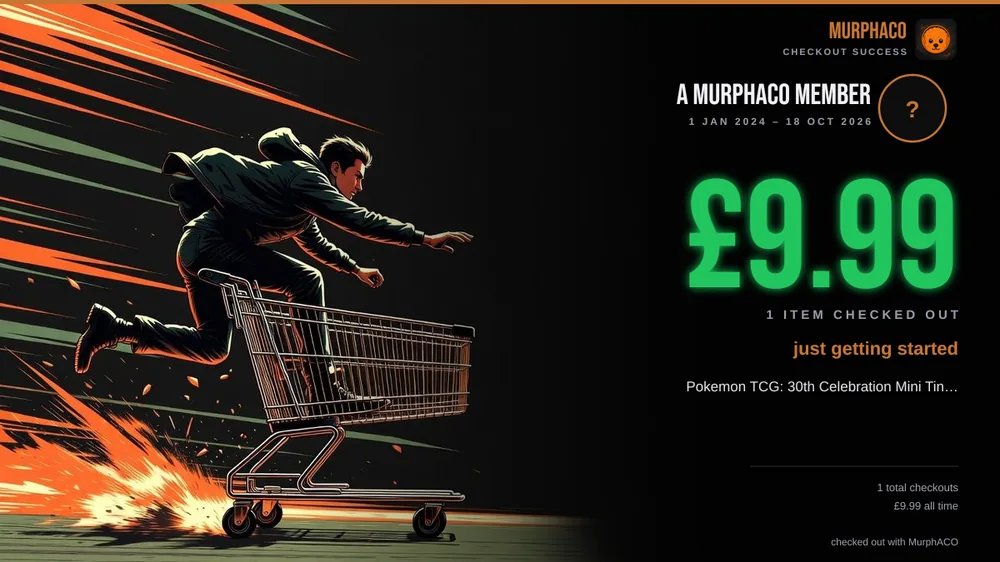 MURPHACO
CHECKOUT SUCCESS
A MURPHACO MEMBER
1 JAN 2024 – 18 OCT 2026
?
£9.99
1 ITEM CHECKED OUT
just getting started
Pokemon TCG: 30th Celebration Mini Tin…
1 total checkouts
£9.99 all time
checked out with MurphACO